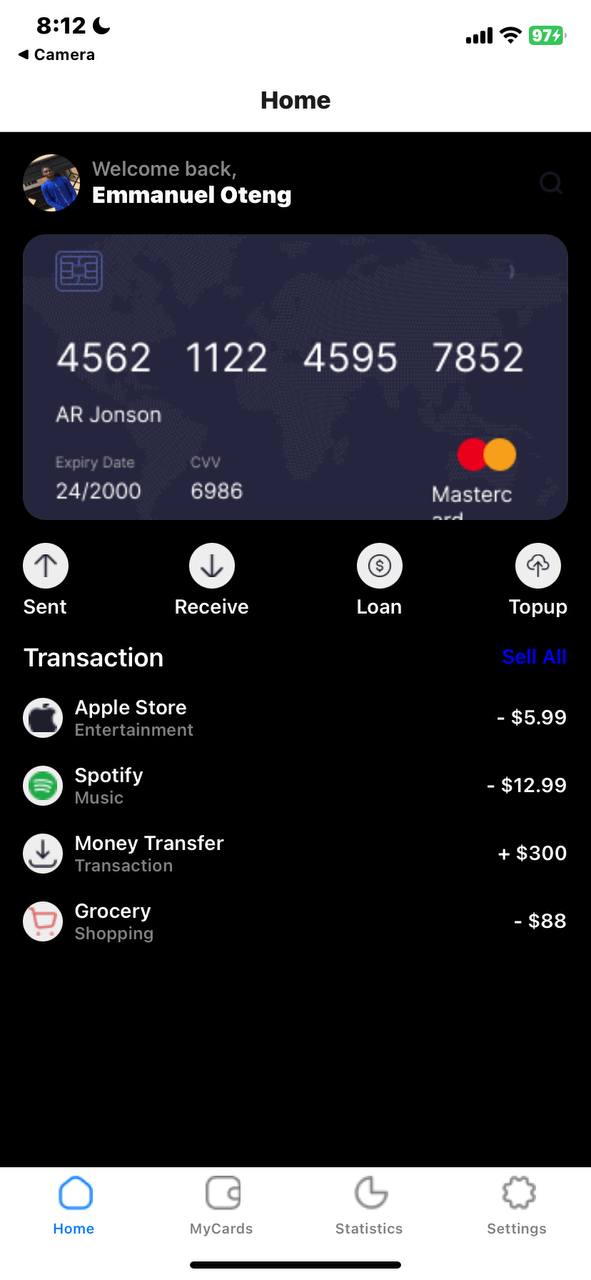 8:12
97
◀ Camera
Home
Welcome back,
Emmanuel Oteng
4562 1122 4595 7852
AR Jonson
Expiry Date CVV
24/2000 6986
Masterc
ard
Sent Receive Loan Topup
Transaction Sell All
Apple Store
Entertainment
- $5.99
Spotify
Music
- $12.99
Money Transfer
Transaction
+ $300
Grocery
Shopping
- $88
Home MyCards Statistics Settings